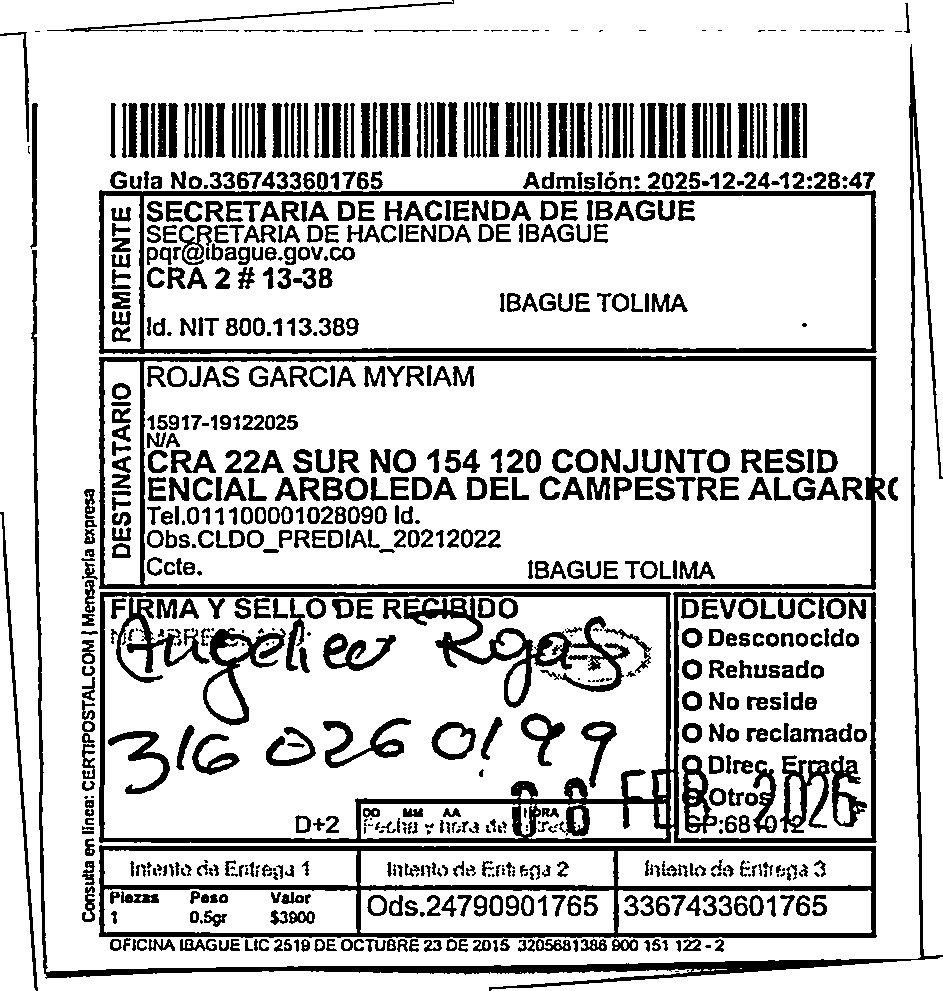 Guia No.3367433601765 Admisión: 2025-12-24-12:28:47
REMITENTE
SECRETARIA DE HACIENDA DE IBAGUE
SECRETARIA DE HACIENDA DE IBAGUE
pqr@ibague.gov.co
CRA 2 # 13-38
IBAGUE TOLIMA
Id. NIT 800.113.389
DESTINATARIO
ROJAS GARCIA MYRIAM
15917-19122025
N/A
CRA 22A SUR NO 154 120 CONJUNTO RESID
ENCIAL ARBOLEDA DEL CAMPESTRE ALGARR
Tel.011100001028090 Id.
Obs.CLDO_PREDIAL_20212022
Ccte. IBAGUE TOLIMA
Consulta en línea: CERTIPOSTAL.COM | Mensajería expresa
FIRMA Y SELLO DE RECIBIDO
Angelica Rojas
316 026 0199
D+2
DD MM AA HORA
Fecha y hora de
08 FEB 2026
DEVOLUCION
Desconocido
Rehusado
No reside
No reclamado
Direc. Errada
Otros
CP:681012
Intento de Entrega 1 Intento de Entrega 2 Intento de Entrega 3
Piezas Peso Valor
1 0.5gr $3900
Ods.24790901765 3367433601765
OFICINA IBAGUE LIC 2519 DE OCTUBRE 23 DE 2015 3205681386 900 151 122 - 2